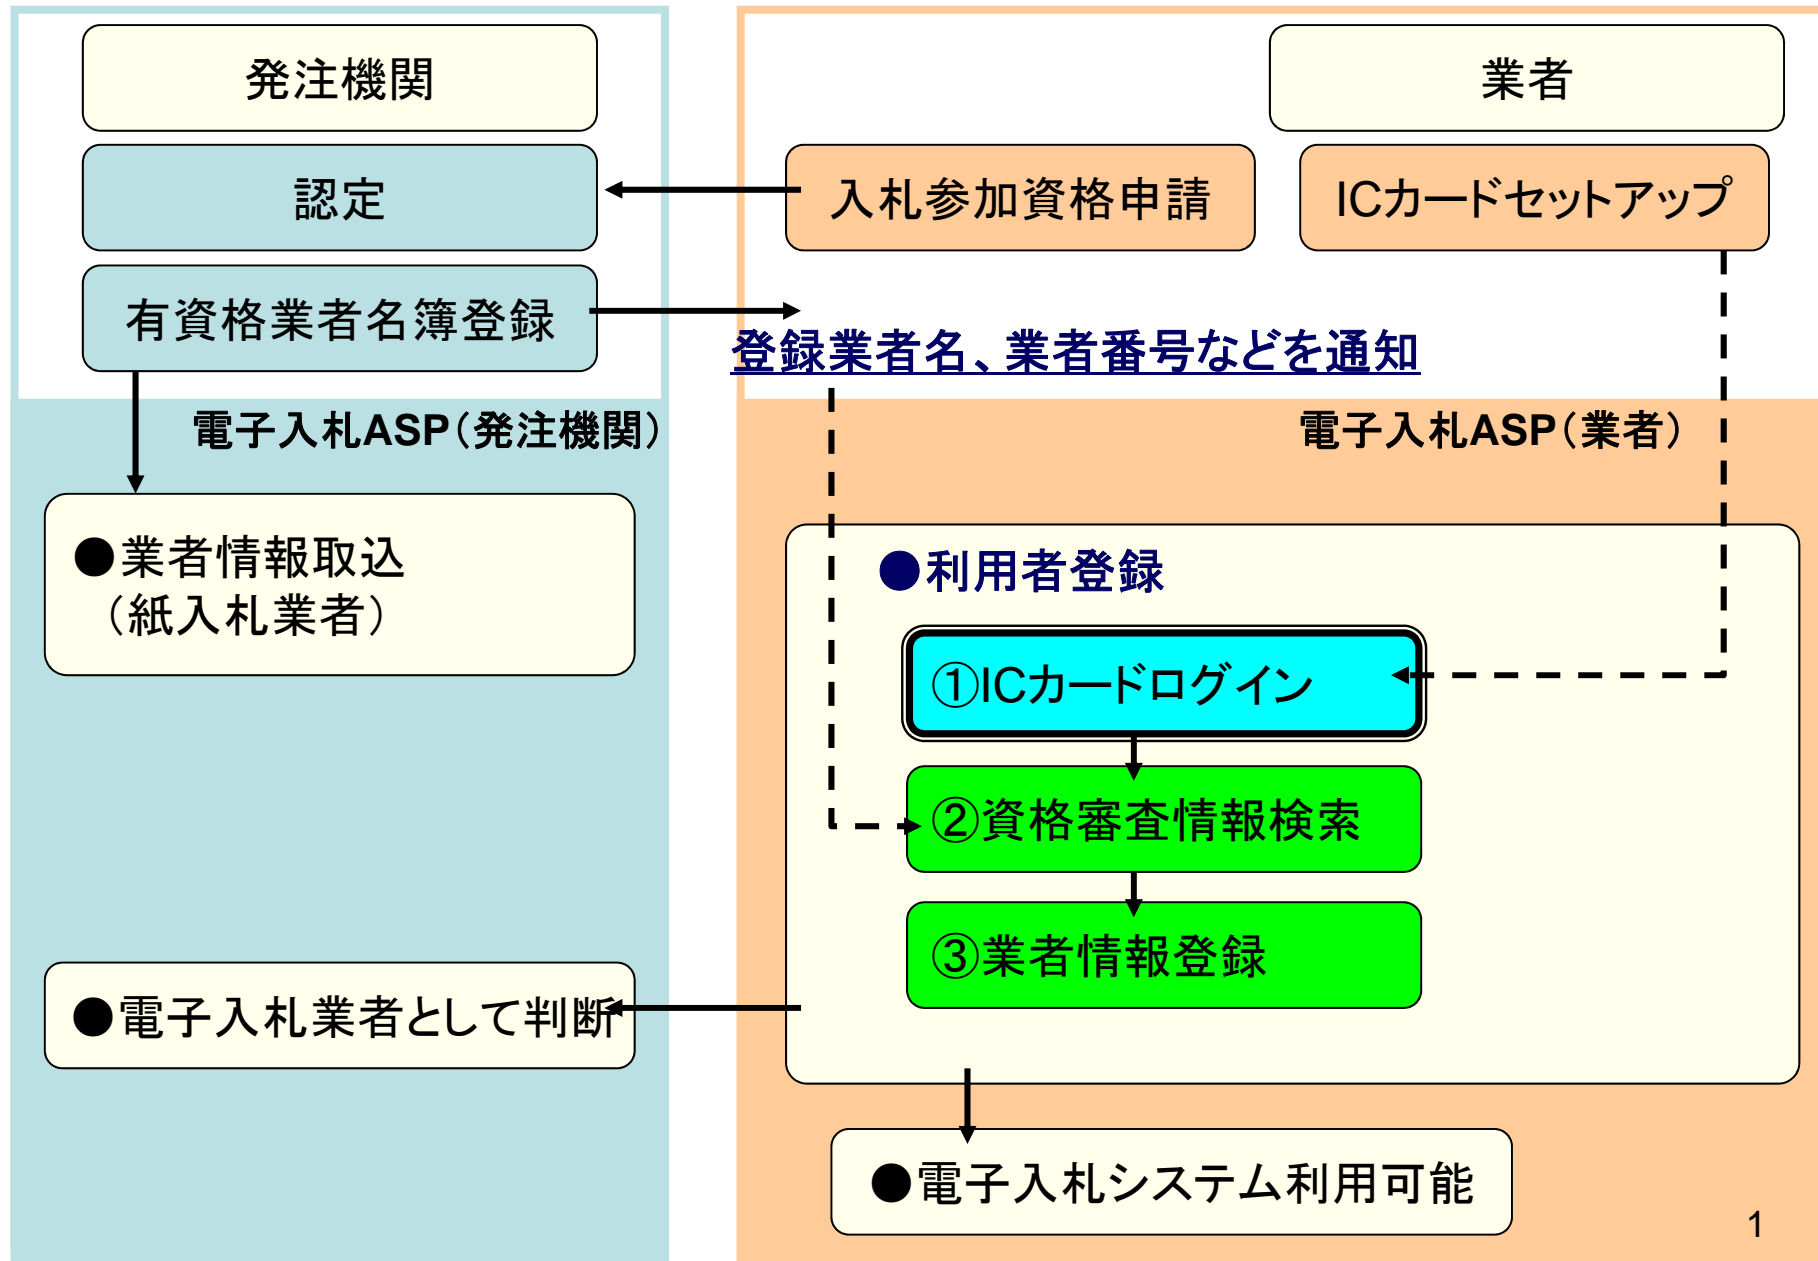 発注機関
業者
認定
入札参加資格申請
ICカードセットアップ
有資格業者名簿登録
登録業者名、業者番号などを通知
電子入札ASP（発注機関）
電子入札ASP（業者）
●業者情報取込
（紙入札業者）
●利用者登録
①ICカードログイン
②資格審査情報検索
③業者情報登録
●電子入札業者として判断
●電子入札システム利用可能
1